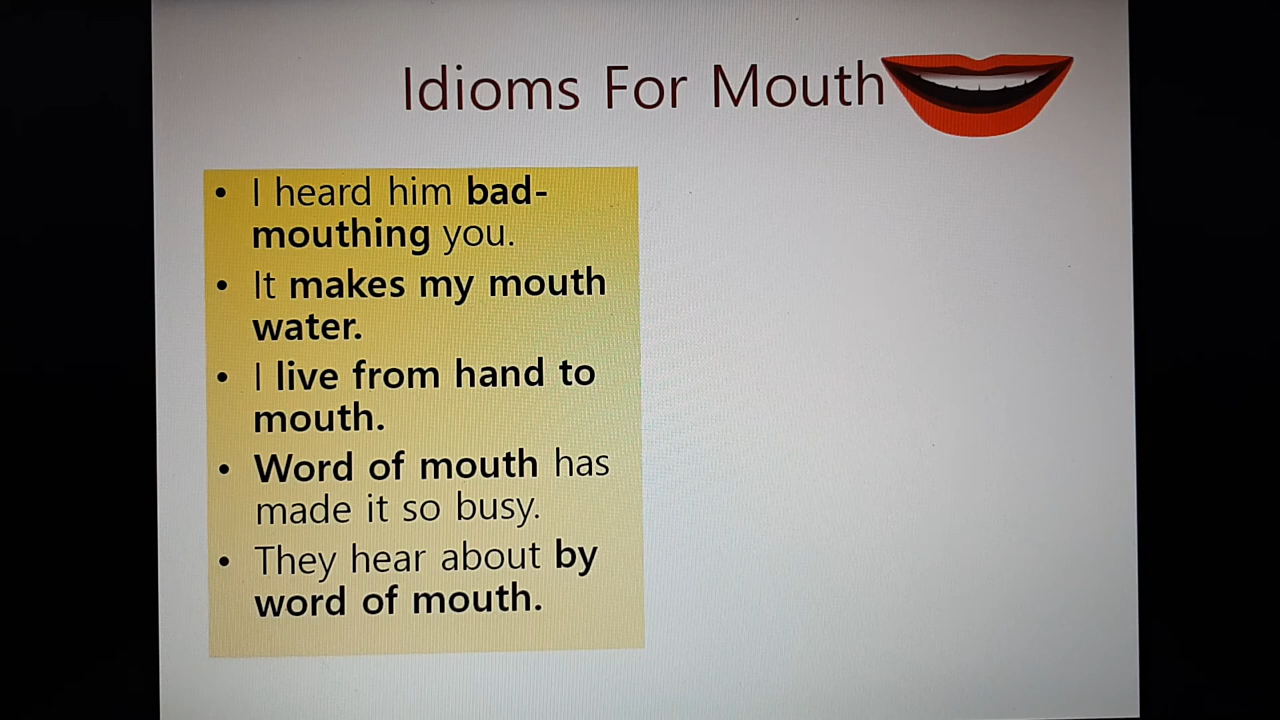 Idioms For Mouth
• I heard him bad-
mouthing you.
• It makes my mouth
water.
• I live from hand to
mouth.
• Word of mouth has
made it so busy.
• They hear about by
word of mouth.